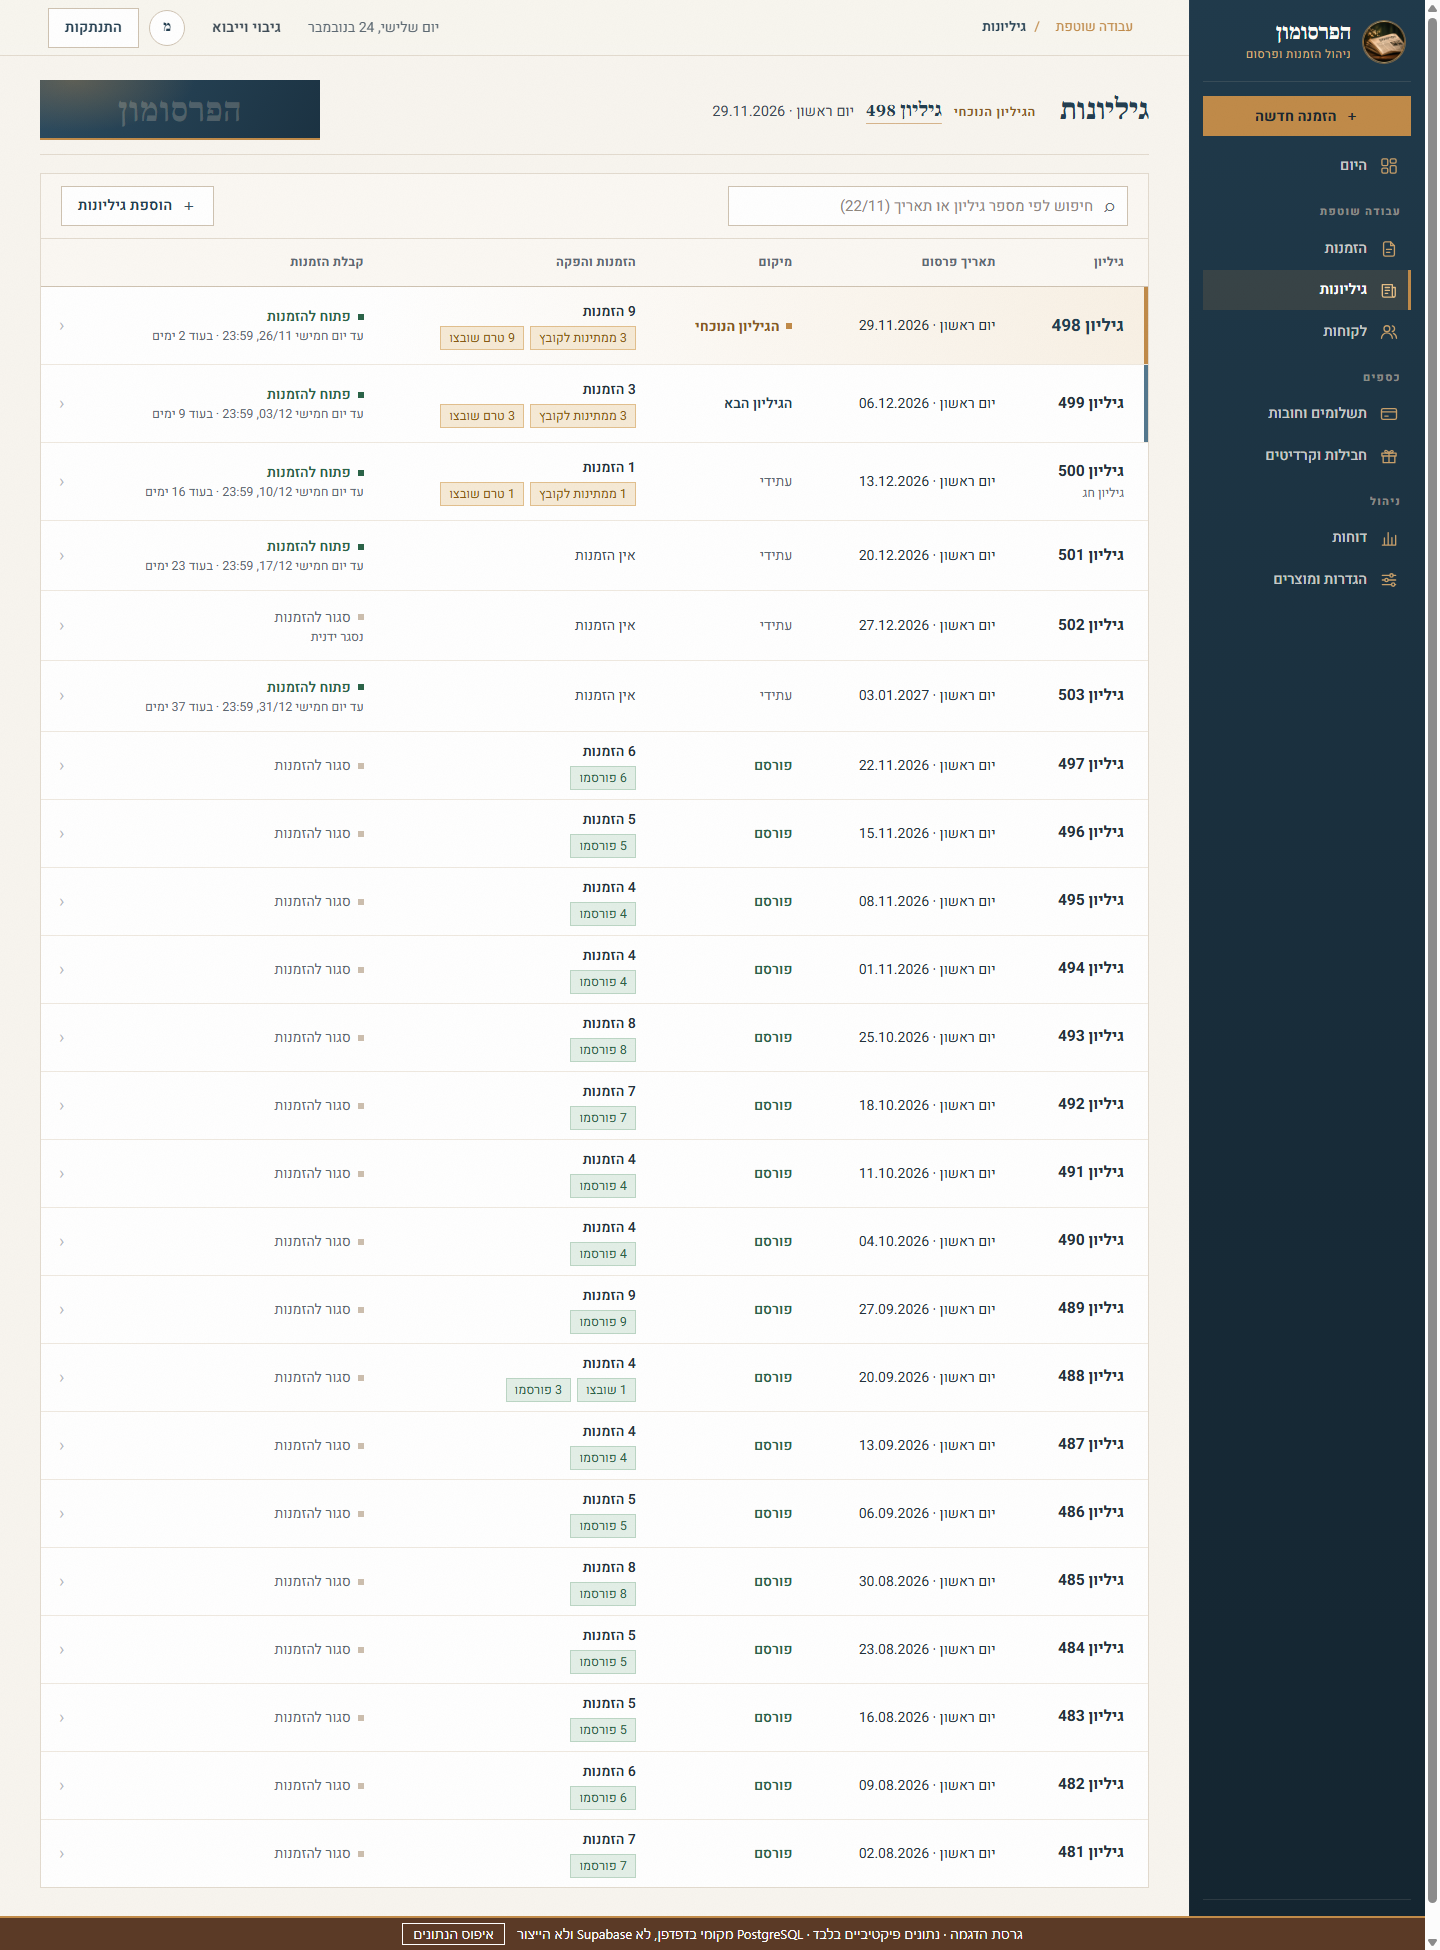 הפרסומון
ניהול הזמנות ופרסום
+ הזמנה חדשה
היום
עבודה שוטפת
הזמנות
גיליונות
לקוחות
כספים
תשלומים וחובות
חבילות וקרדיטים
ניהול
דוחות
הגדרות ומוצרים
עבודה שוטפת / גיליונות
יום שלישי, 24 בנובמבר
גיבוי וייבוא
מ
התנתקות
גיליונות
הגיליון הנוכחי גיליון 498 יום ראשון · 29.11.2026
הפרסומון
חיפוש לפי מספר גיליון או תאריך (22/11)
+ הוספת גיליונות
גיליון תאריך פרסום מיקום הזמנות והפקה קבלת הזמנות
גיליון 498 יום ראשון · 29.11.2026 הגיליון הנוכחי 9 הזמנות 3 ממתינות לקובץ 9 טרם שובצו פתוח להזמנות
עד יום חמישי 26/11, 23:59 · בעוד 2 ימים
גיליון 499 יום ראשון · 06.12.2026 הגיליון הבא 3 הזמנות 3 ממתינות לקובץ 3 טרם שובצו פתוח להזמנות
עד יום חמישי 03/12, 23:59 · בעוד 9 ימים
גיליון 500 גיליון חג יום ראשון · 13.12.2026 עתידי 1 הזמנות 1 ממתינות לקובץ 1 טרם שובצו פתוח להזמנות
עד יום חמישי 10/12, 23:59 · בעוד 16 ימים
גיליון 501 יום ראשון · 20.12.2026 עתידי אין הזמנות פתוח להזמנות
עד יום חמישי 17/12, 23:59 · בעוד 23 ימים
גיליון 502 יום ראשון · 27.12.2026 עתידי אין הזמנות סגור להזמנות
נסגר ידנית
גיליון 503 יום ראשון · 03.01.2027 עתידי אין הזמנות פתוח להזמנות
עד יום חמישי 31/12, 23:59 · בעוד 37 ימים
גיליון 497 יום ראשון · 22.11.2026 פורסם 6 הזמנות 6 פורסמו סגור להזמנות
גיליון 496 יום ראשון · 15.11.2026 פורסם 5 הזמנות 5 פורסמו סגור להזמנות
גיליון 495 יום ראשון · 08.11.2026 פורסם 4 הזמנות 4 פורסמו סגור להזמנות
גיליון 494 יום ראשון · 01.11.2026 פורסם 4 הזמנות 4 פורסמו סגור להזמנות
גיליון 493 יום ראשון · 25.10.2026 פורסם 8 הזמנות 8 פורסמו סגור להזמנות
גיליון 492 יום ראשון · 18.10.2026 פורסם 7 הזמנות 7 פורסמו סגור להזמנות
גיליון 491 יום ראשון · 11.10.2026 פורסם 4 הזמנות 4 פורסמו סגור להזמנות
גיליון 490 יום ראשון · 04.10.2026 פורסם 4 הזמנות 4 פורסמו סגור להזמנות
גיליון 489 יום ראשון · 27.09.2026 פורסם 9 הזמנות 9 פורסמו סגור להזמנות
גיליון 488 יום ראשון · 20.09.2026 פורסם 4 הזמנות 1 שובצו 3 פורסמו סגור להזמנות
גיליון 487 יום ראשון · 13.09.2026 פורסם 4 הזמנות 4 פורסמו סגור להזמנות
גיליון 486 יום ראשון · 06.09.2026 פורסם 5 הזמנות 5 פורסמו סגור להזמנות
גיליון 485 יום ראשון · 30.08.2026 פורסם 8 הזמנות 8 פורסמו סגור להזמנות
גיליון 484 יום ראשון · 23.08.2026 פורסם 5 הזמנות 5 פורסמו סגור להזמנות
גיליון 483 יום ראשון · 16.08.2026 פורסם 5 הזמנות 5 פורסמו סגור להזמנות
גיליון 482 יום ראשון · 09.08.2026 פורסם 6 הזמנות 6 פורסמו סגור להזמנות
גיליון 481 יום ראשון · 02.08.2026 פורסם 7 הזמנות 7 פורסמו סגור להזמנות
גרסת הדגמה · נתונים פיקטיביים בלבד · PostgreSQL מקומי בדפדפן, לא Supabase ולא הייצור איפוס הנתונים